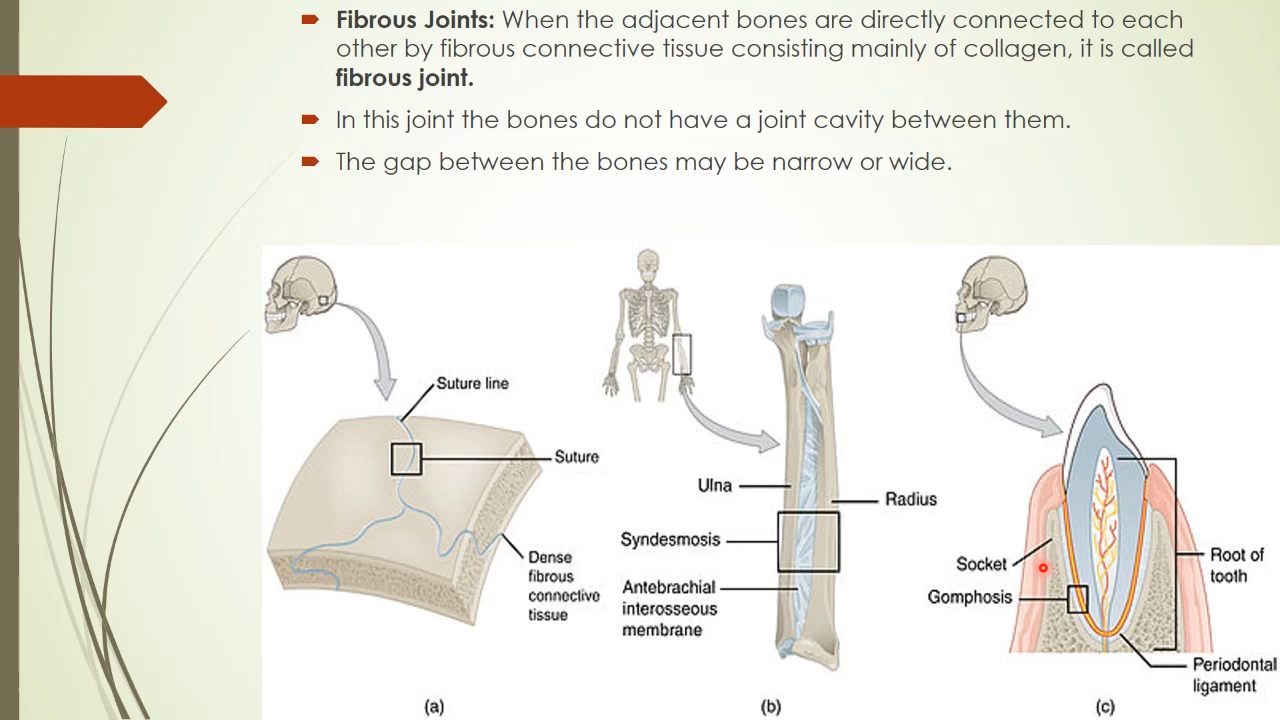 Fibrous Joints: When the adjacent bones are directly connected to each
other by fibrous connective tissue consisting mainly of collagen, it is called
fibrous joint.
In this joint the bones do not have a joint cavity between them.
The gap between the bones may be narrow or wide.
Suture line
Suture
Dense
fibrous
connective
tissue
(a)
Ulna
Radius
Syndesmosis
Antebrachial
interosseous
membrane
(b)
Socket
Gomphosis
Root of
tooth
Periodontal
ligament
(c)